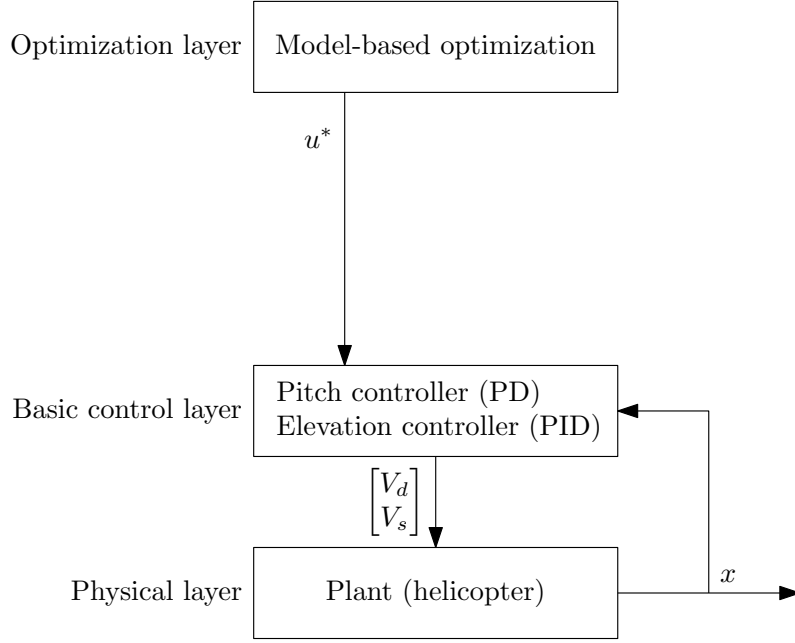 Optimization layer
Model-based optimization
u*
Basic control layer
Pitch controller (PD)
Elevation controller (PID)
[V_d
V_s]
Physical layer
Plant (helicopter)
x